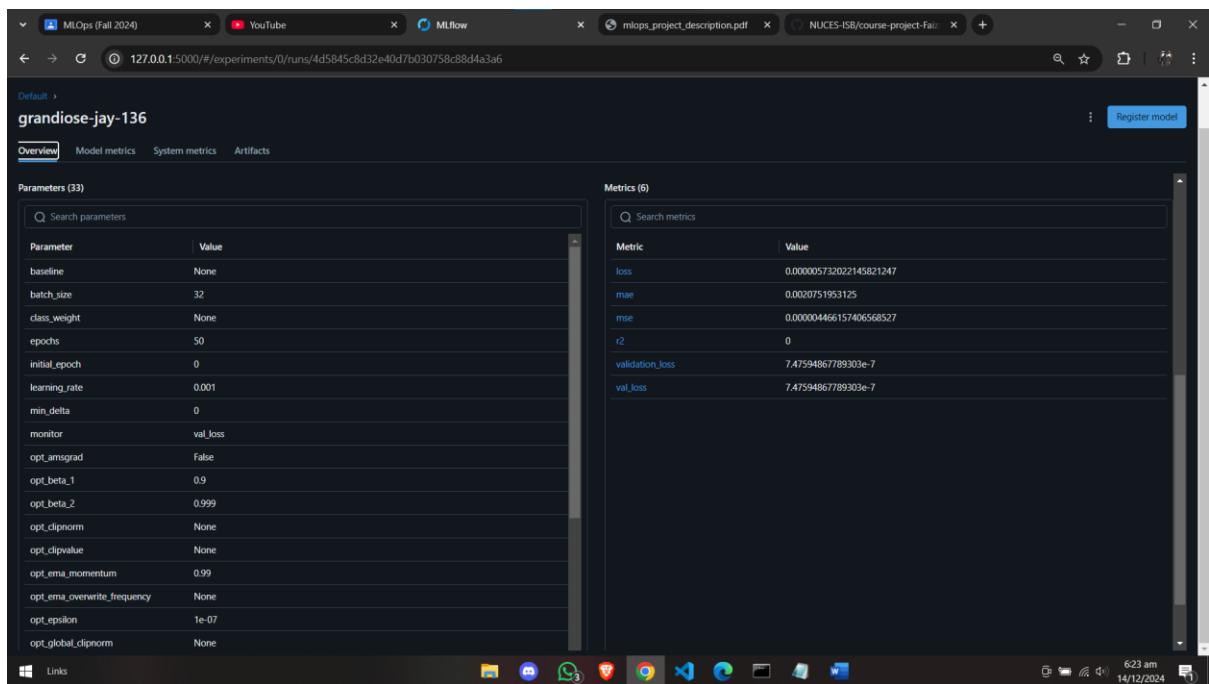 MLOps (Fall 2024)
YouTube
MLflow
mlops_project_description.pdf
NUCES-ISB/course-project-Faiz
127.0.0.1:5000/#/experiments/0/runs/4d5845c8d32e40d7b030758c88d4a3a6
Default
grandiose-jay-136
Register model
Overview Model metrics System metrics Artifacts
Parameters (33)
Search parameters
Parameter Value
baseline None
batch_size 32
class_weight None
epochs 50
initial_epoch 0
learning_rate 0.001
min_delta 0
monitor val_loss
opt_amsgrad False
opt_beta_1 0.9
opt_beta_2 0.999
opt_clipnorm None
opt_clipvalue None
opt_ema_momentum 0.99
opt_ema_overwrite_frequency None
opt_epsilon 1e-07
opt_global_clipnorm None
Metrics (6)
Search metrics
Metric Value
loss 0.000005732022145821247
mae 0.0020751953125
mse 0.000004466157406568527
r2 0
validation_loss 7.47594867789303e-7
val_loss 7.47594867789303e-7
Links
3
6:23 am
14/12/2024
1